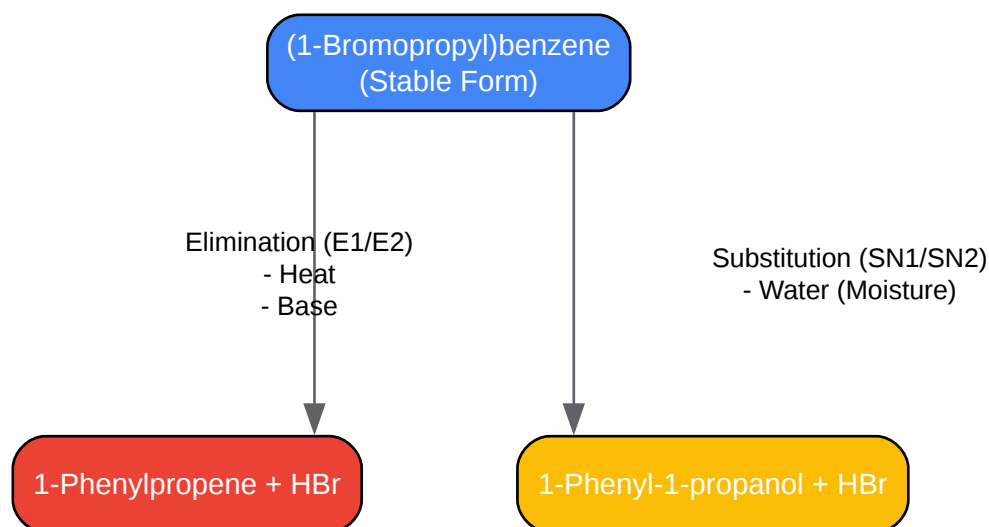 (1-Bromopropyl)benzene
(Stable Form)
Elimination (E1/E2)
- Heat
- Base
Substitution (SN1/SN2)
- Water (Moisture)
1-Phenylpropene + HBr
1-Phenyl-1-propanol + HBr